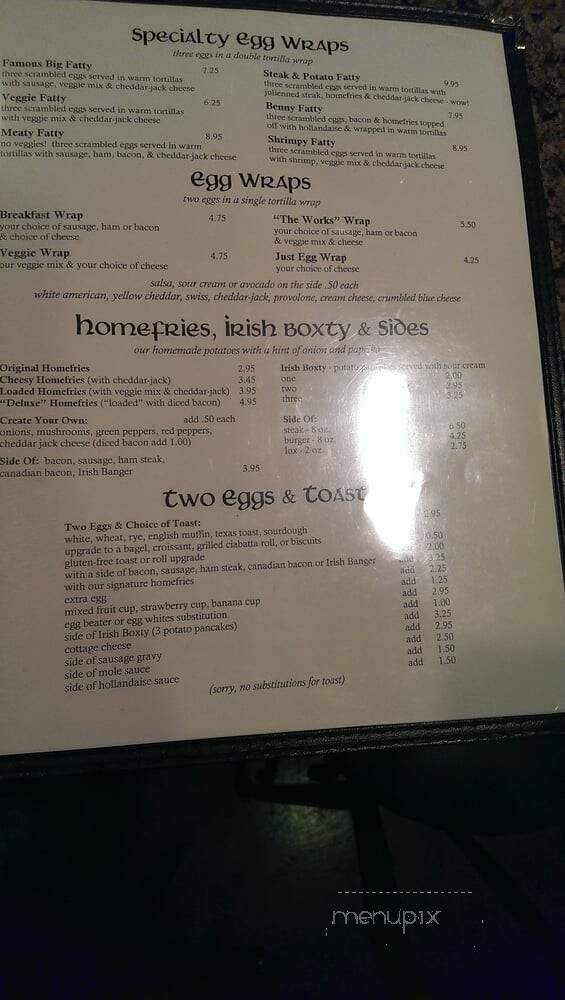 Specialty Egg Wraps
three eggs in a double tortilla wrap
Famous Big Fatty 7.25
three scrambled eggs served in warm tortillas
with sausage, veggie mix & cheddar-jack cheese
Veggie Fatty 6.25
three scrambled eggs served in warm tortillas
with veggie mix & cheddar-jack cheese
Meaty Fatty 8.95
no veggies! three scrambled eggs served in warm
tortillas with sausage, ham, bacon, & cheddar-jack cheese
Steak & Potato Fatty 9.95
three scrambled eggs served in warm tortillas with
julienned steak, homefries & cheddar-jack cheese - wow!
Benny Fatty 7.95
three scrambled eggs, bacon & homefries topped
off with hollandaise & wrapped in warm tortillas
Shrimpy Fatty 8.95
three scrambled eggs served in warm tortillas
with shrimp, veggie mix & cheddar-jack cheese
Egg Wraps
two eggs in a single tortilla wrap
Breakfast Wrap 4.75
your choice of sausage, ham or bacon
& choice of cheese
Veggie Wrap 4.75
our veggie mix & your choice of cheese
"The Works" Wrap 5.50
your choice of sausage, ham or bacon
& veggie mix & cheese
Just Egg Wrap 4.25
your choice of cheese
salsa, sour cream or avocado on the side .50 each
white american, yellow cheddar, swiss, cheddar-jack, provolone, cream cheese, crumbled blue cheese
Homefries, Irish Boxty & Sides
our homemade potatoes with a hint of onion and paprika
Original Homefries 2.95
Cheesy Homefries (with cheddar-jack) 3.45
Loaded Homefries (with veggie mix & cheddar-jack) 3.95
"Deluxe" Homefries ("loaded" with diced bacon) 4.95
Create Your Own: add .50 each
onions, mushrooms, green peppers, red peppers,
cheddar jack cheese (diced bacon add 1.00)
Side Of: bacon, sausage, ham steak,
canadian bacon, Irish Banger 3.95
Irish Boxty - potato pancakes served with sour cream
one 2.00
two 2.95
three 3.25
Side Of:
steak - 8 oz. 6.50
burger - 8 oz. 4.25
lox - 2 oz 2.75
Two Eggs & Toast
Two Eggs & Choice of Toast: 2.95
white, wheat, rye, english muffin, texas toast, sourdough
upgrade to a bagel, croissant, grilled ciabatta roll, or biscuits 0.50
gluten-free toast or roll upgrade 2.00
with a side of bacon, sausage, ham steak, canadian bacon or Irish Banger add 3.25
with our signature homefries add 2.25
extra egg add 1.25
mixed fruit cup, strawberry cup, banana cup add 2.95
egg beater or egg whites substitution add 1.00
side of Irish Boxty (3 potato pancakes) add 3.25
cottage cheese add 2.95
side of sausage gravy add 2.50
side of mole sauce add 1.50
side of hollandaise sauce add 1.50
(sorry, no substitutions for toast)
menupix